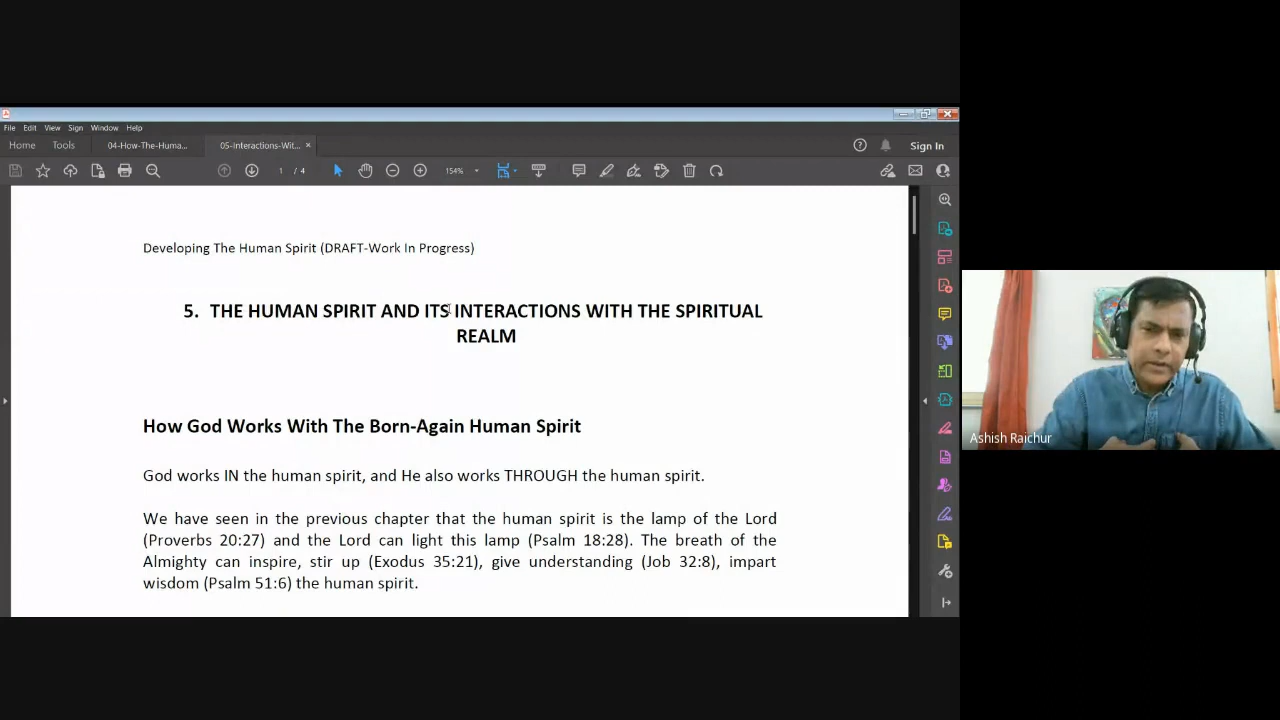 File Edit View Sign Window Help
Home Tools 04-How-The-Huma... 05-Interactions-Wit... × Sign In
1 / 4 154%
Developing The Human Spirit (DRAFT-Work In Progress)
5. THE HUMAN SPIRIT AND ITS INTERACTIONS WITH THE SPIRITUAL
REALM
How God Works With The Born-Again Human Spirit
God works IN the human spirit, and He also works THROUGH the human spirit.
We have seen in the previous chapter that the human spirit is the lamp of the Lord
(Proverbs 20:27) and the Lord can light this lamp (Psalm 18:28). The breath of the
Almighty can inspire, stir up (Exodus 35:21), give understanding (Job 32:8), impart
wisdom (Psalm 51:6) the human spirit.
Ashish Raichur